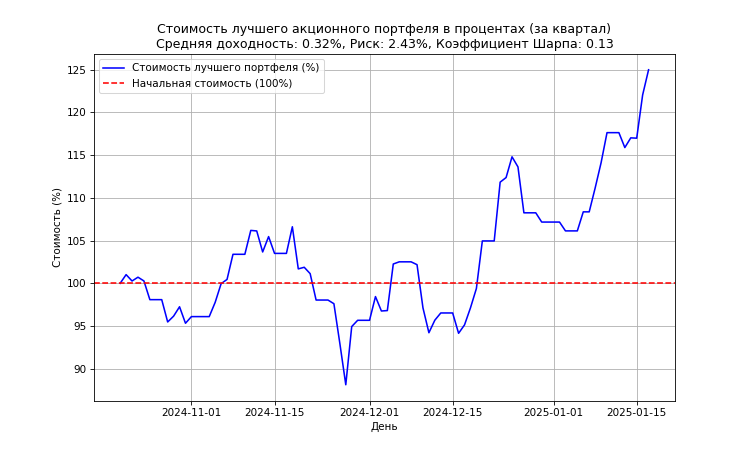 Стоимость лучшего акционного портфеля в процентах (за квартал)
Средняя доходность: 0.32%, Риск: 2.43%, Коэффициент Шарпа: 0.13
Стоимость лучшего портфеля (%)
Начальная стоимость (100%)
Стоимость (%)
125
120
115
110
105
100
95
90
2024-11-01 2024-11-15 2024-12-01 2024-12-15 2025-01-01 2025-01-15
День